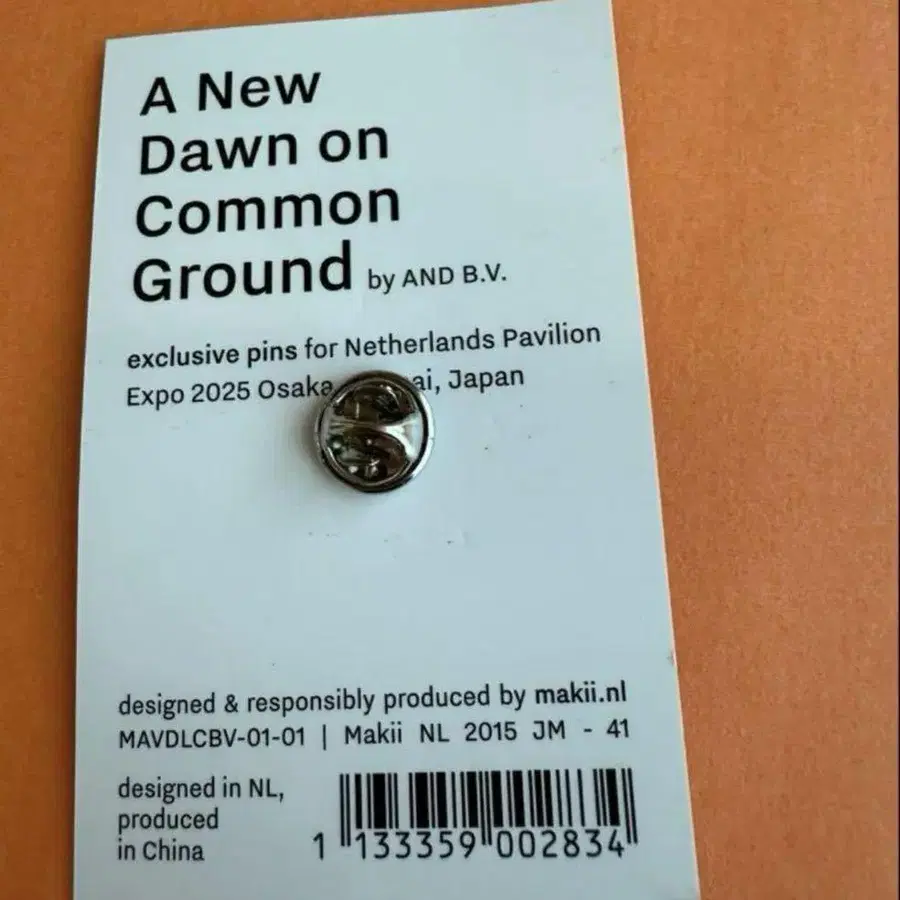 A New
Dawn on
Common
Ground by AND B.V.
exclusive pins for Netherlands Pavilion
Expo 2025 Osaka ai, Japan
designed & responsibly produced by makii.nl
MAVDLCBV-01-01 | Makii NL 2015 JM - 41
designed in NL,
produced
in China
1 133359 002834